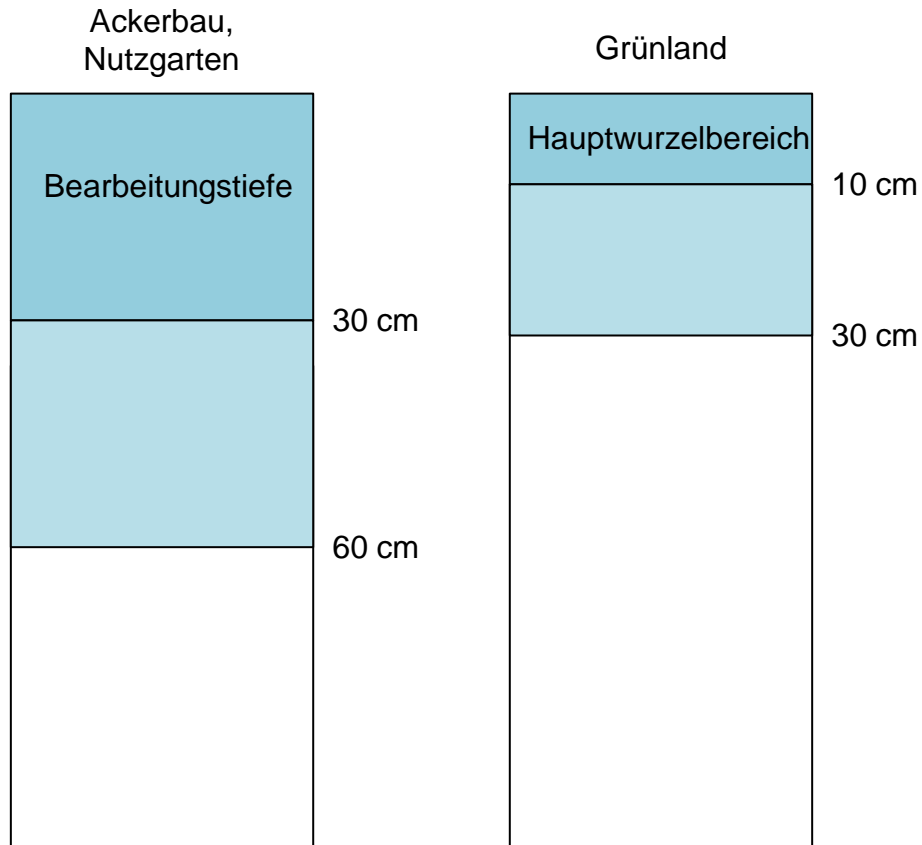 Ackerbau,
Nutzgarten
Bearbeitungstiefe
30 cm
60 cm
Grünland
Hauptwurzelbereich
10 cm
30 cm